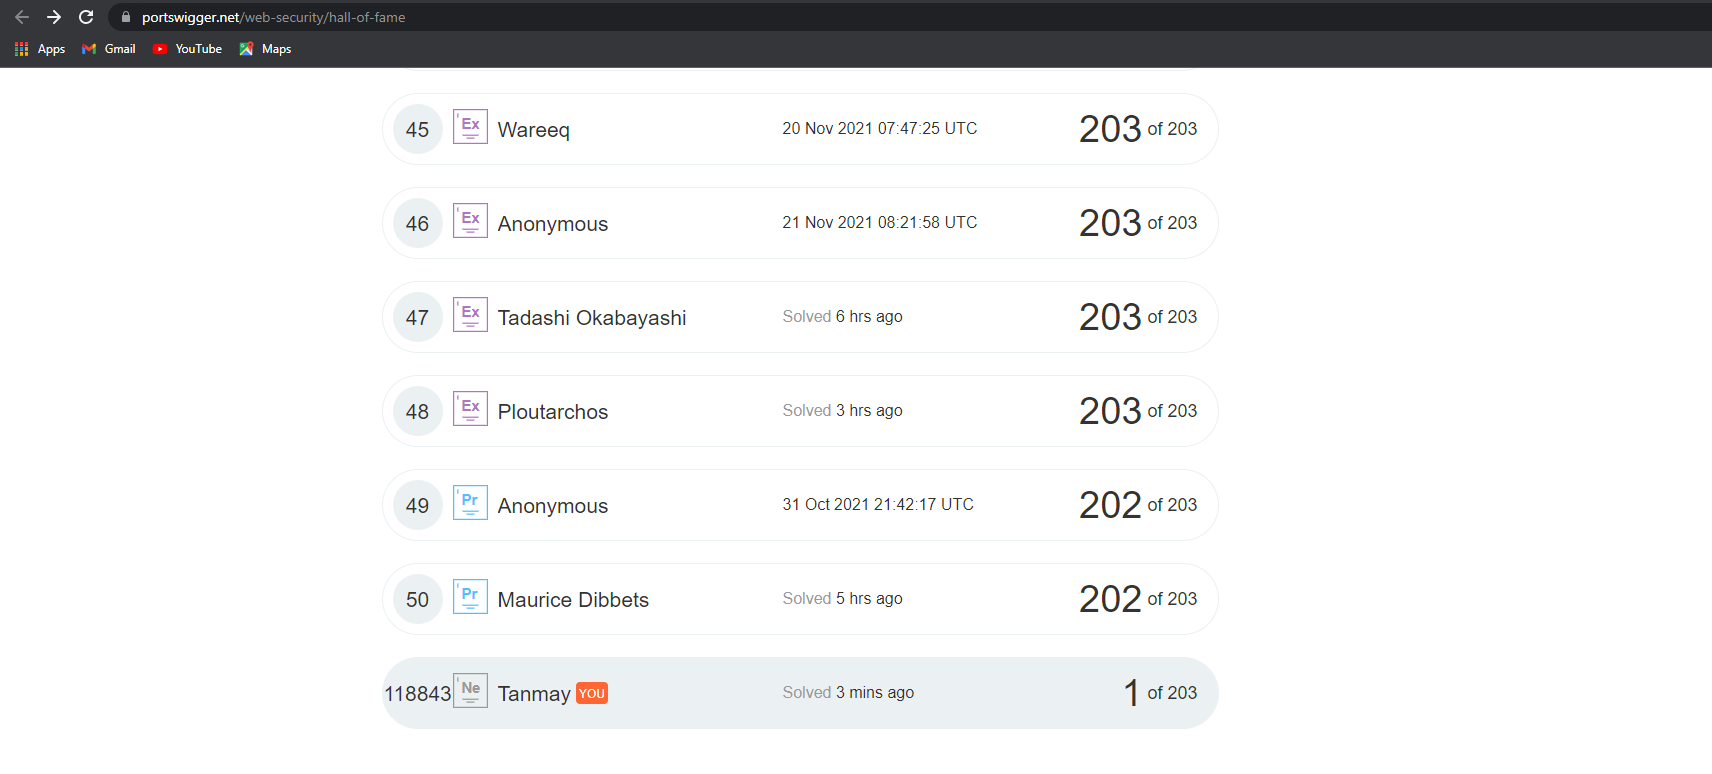 portswigger.net/web-security/hall-of-fame
Apps Gmail YouTube Maps
45 Ex Wareeq 20 Nov 2021 07:47:25 UTC 203 of 203
46 Ex Anonymous 21 Nov 2021 08:21:58 UTC 203 of 203
47 Ex Tadashi Okabayashi Solved 6 hrs ago 203 of 203
48 Ex Ploutarchos Solved 3 hrs ago 203 of 203
49 Pr Anonymous 31 Oct 2021 21:42:17 UTC 202 of 203
50 Pr Maurice Dibbets Solved 5 hrs ago 202 of 203
118843 Ne Tanmay YOU Solved 3 mins ago 1 of 203